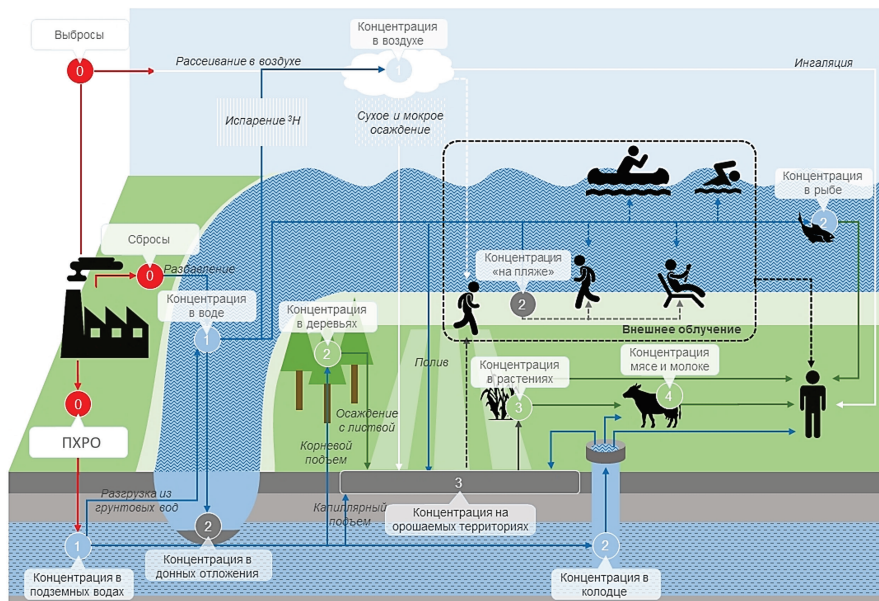 Выбросы
0
Рассеивание в воздухе
Концентрация
в воздухе
1
Ингаляция
Испарение ³Н
Сухое и мокрое
осаждение
Концентрация
в рыбе
2
Сбросы
0
Разбавление
Концентрация
в воде
1
Концентрация
в деревьях
2
Концентрация
«на пляже»
2
Внешнее облучение
Полив
Концентрация
в растениях
3
Концентрация
мясе и молоке
4
0
ПХРО
Осаждение
с листвой
Корневой
подъем
3
Разгрузка из
грунтовых вод
Капиллярный
подъем
Концентрация на
орошаемых территориях
2
1
2
Концентрация в
подземных водах
Концентрация в
донных отложения
Концентрация в
колодце